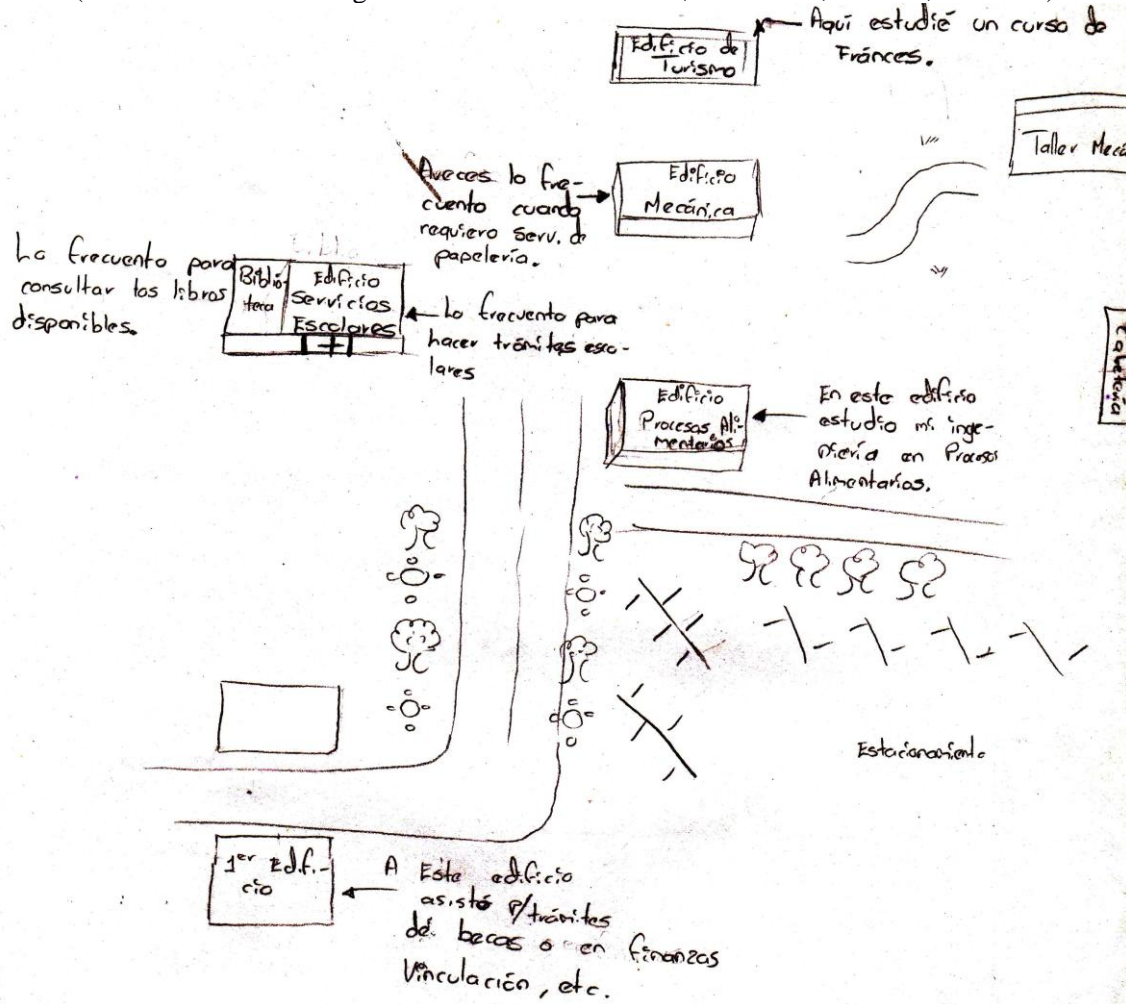 Aquí estudié un curso de
Fránces.
Edificio de
Turismo
Taller Mecá
Aveces lo fre-
cuento cuando
requiero serv. de
papelería.
Edificio
Mecánica
La frecuento para
consultar los libros
disponibles.
Biblio-
teca
Edificio
Servicios
Escolares
Lo frecuento para
hacer trámites esco-
lares
Cafetería
Edificio
Procesos Ali-
mentarios
En este edificio
estudio mi inge-
niería en Procesos
Alimentarios.
Estacionamiento
1er Edifi-
cio
A Este edificio
asistó p/trámites
de becas o en finanzas
Vinculación, etc.